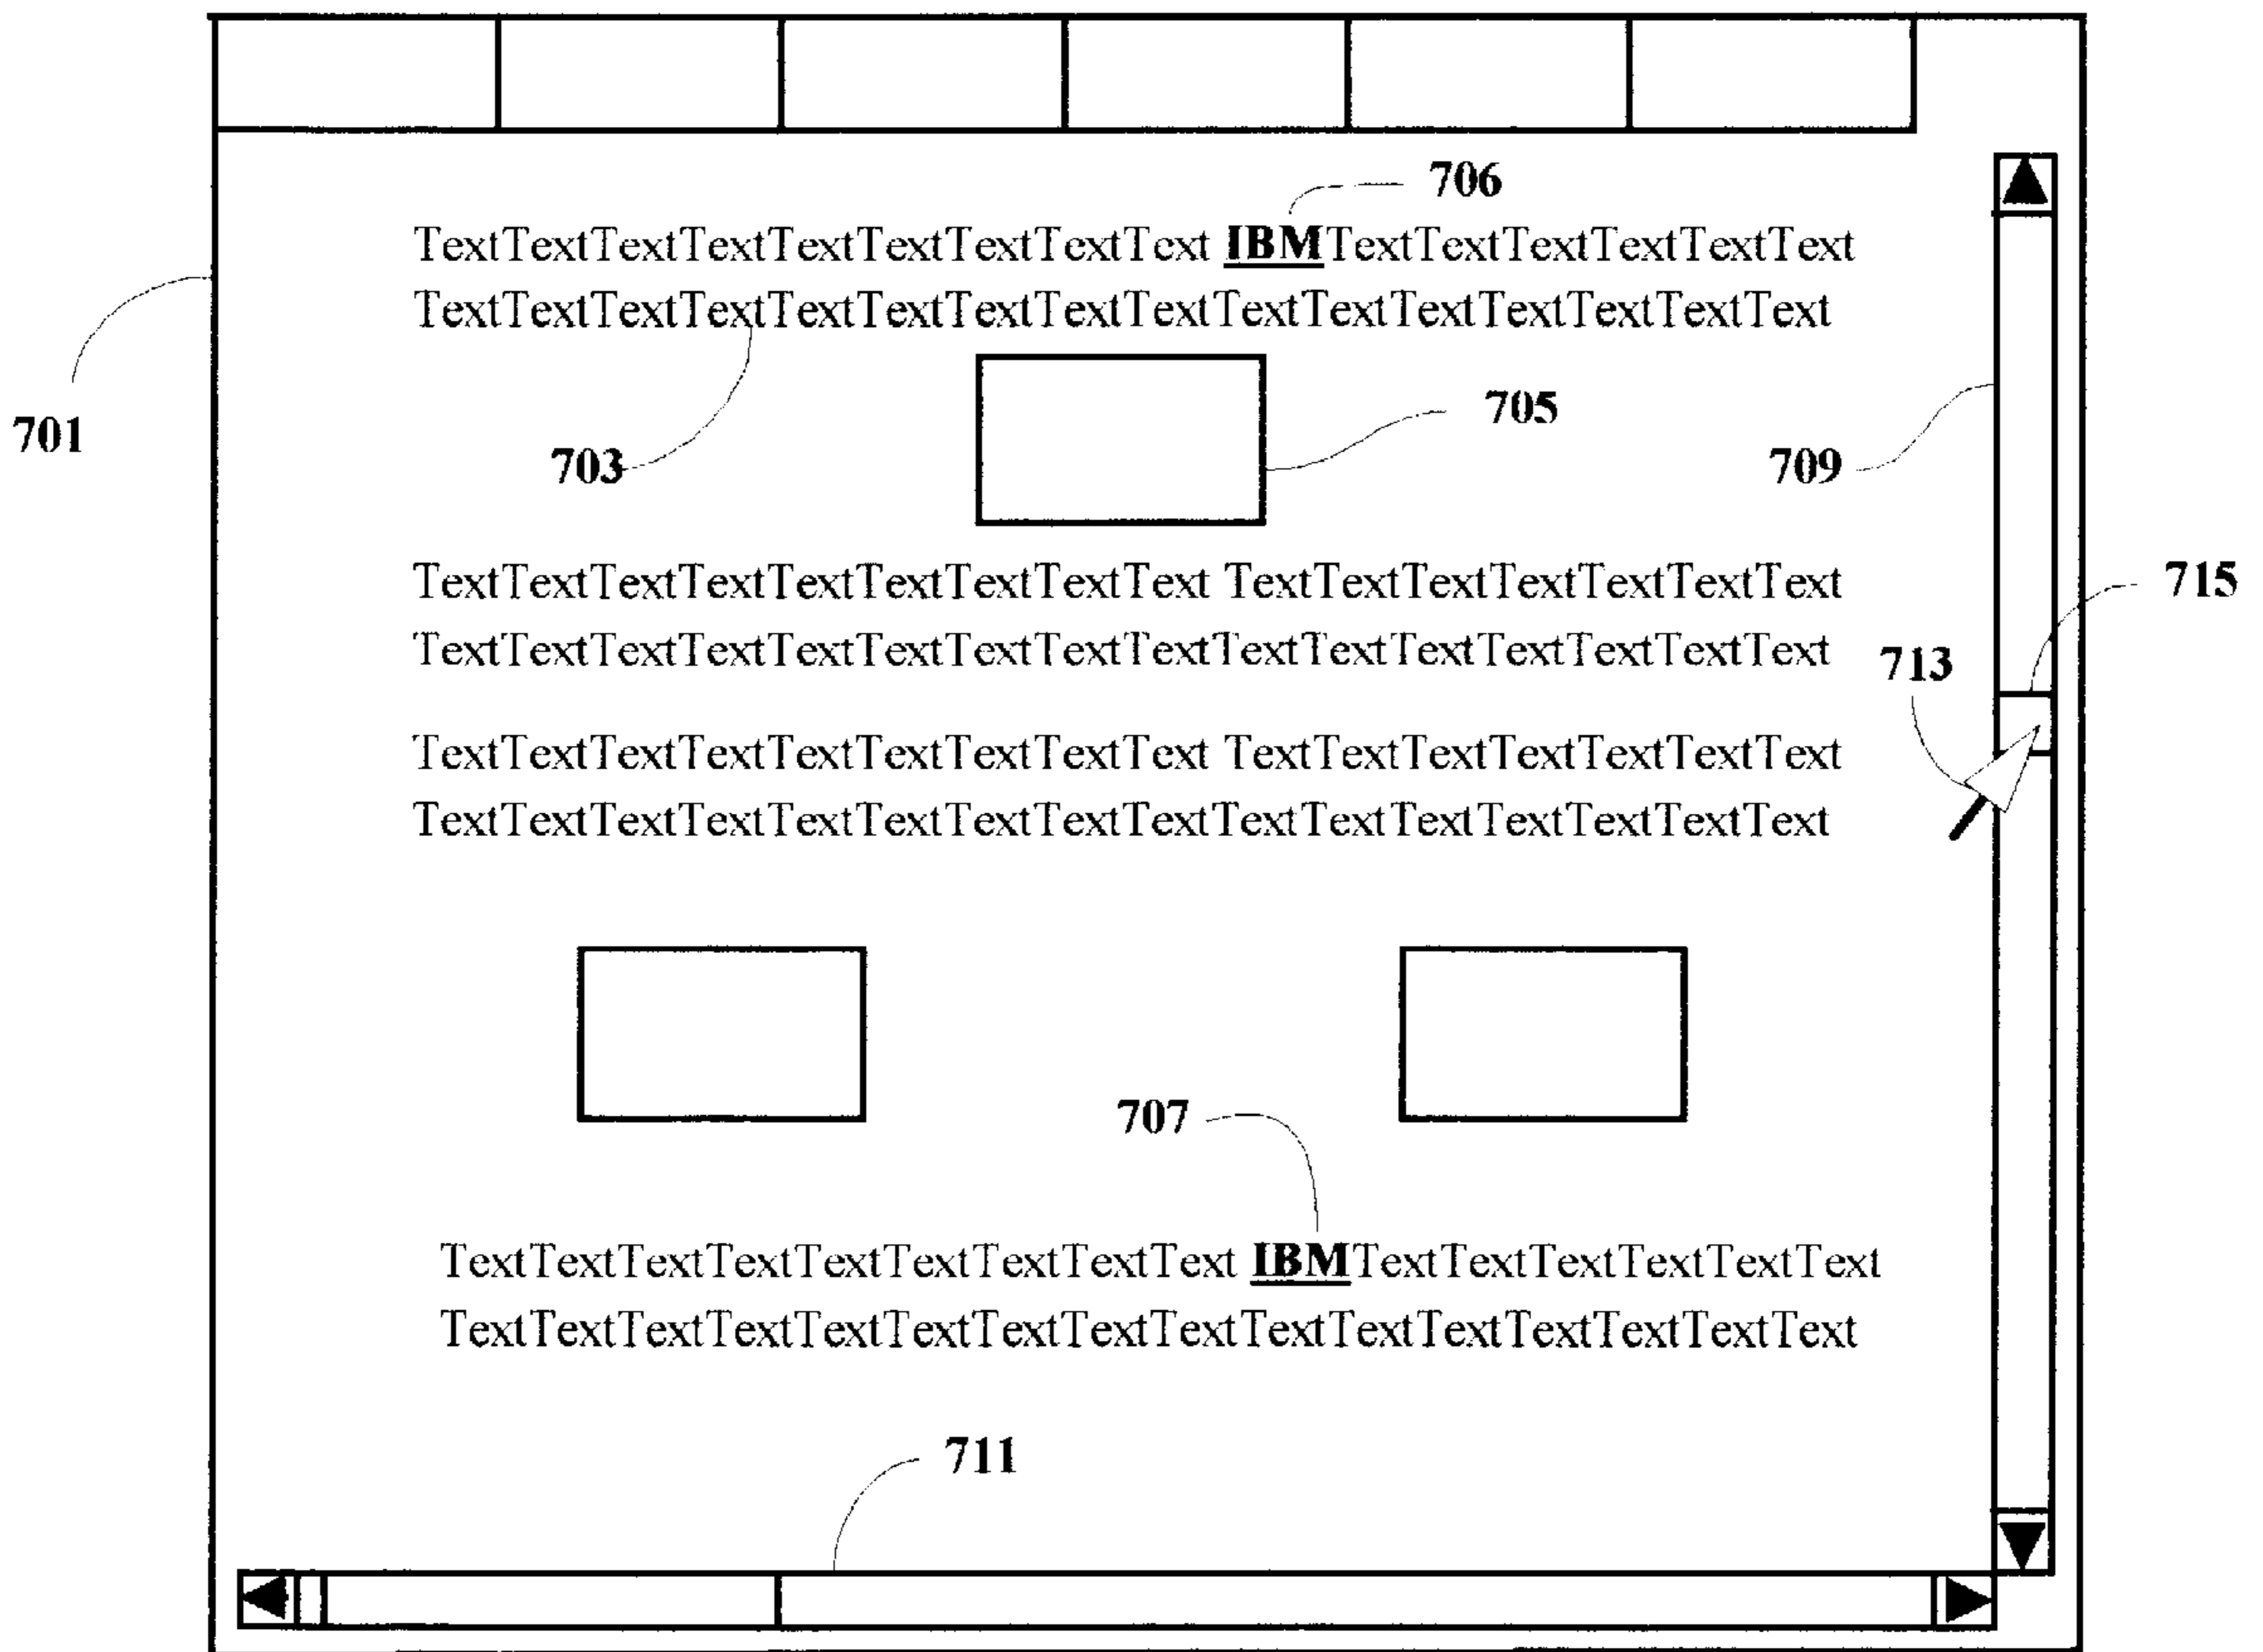 706
TextTextTextTextTextTextTextTextText IBMTextTextTextTextTextText
TextTextTextTextTextTextTextTextTextTextTextTextTextTextTextText
705
701
703
709
TextTextTextTextTextTextTextTextText TextTextTextTextTextTextText
715
TextTextTextTextTextTextTextTextTextTextTextTextTextTextTextText
713
TextTextTextTextTextTextTextTextText TextTextTextTextTextTextText
TextTextTextTextTextTextTextTextTextTextTextTextTextTextTextText
707
TextTextTextTextTextTextTextTextText IBMTextTextTextTextTextText
TextTextTextTextTextTextTextTextTextTextTextTextTextTextTextText
711